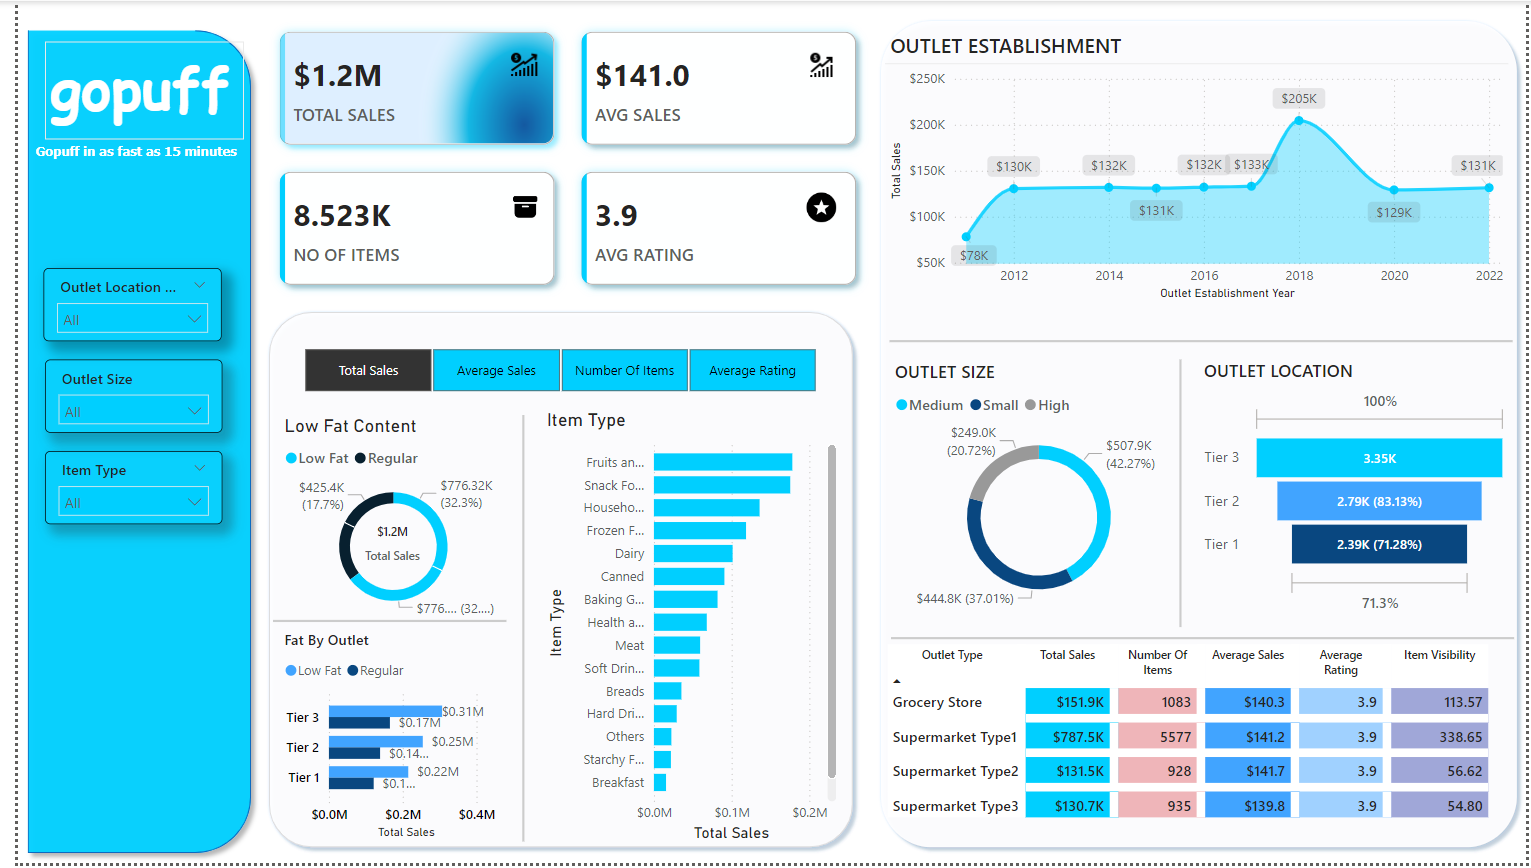 gopuff
Gopuff in as fast as 15 minutes
Outlet Location ...
All
Outlet Size
All
Item Type
All
$1.2M
TOTAL SALES
$141.0
AVG SALES
8.523K
NO OF ITEMS
3.9
AVG RATING
Total Sales
Average Sales
Number Of Items
Average Rating
Low Fat Content
Low Fat
Regular
$425.4K
(17.7%)
$776.32K
(32.3%)
$1.2M
Total Sales
$776.... (32....)
Fat By Outlet
Low Fat
Regular
Tier 3
$0.31M
$0.17M
Tier 2
$0.25M
$0.14...
Tier 1
$0.22M
$0.1...
$0.0M
$0.2M
$0.4M
Total Sales
Item Type
Item Type
Fruits an...
Snack Fo...
Househo...
Frozen F...
Dairy
Canned
Baking G...
Health a...
Meat
Soft Drin...
Breads
Hard Dri...
Others
Starchy F...
Breakfast
$0.0M
$0.1M
$0.2M
Total Sales
OUTLET ESTABLISHMENT
Total Sales
$250K
$200K
$150K
$100K
$50K
$78K
$130K
$132K
$131K
$132K
$133K
$205K
$129K
$131K
2012
2014
2016
2018
2020
2022
Outlet Establishment Year
OUTLET SIZE
Medium
Small
High
$249.0K
(20.72%)
$507.9K
(42.27%)
$444.8K (37.01%)
OUTLET LOCATION
100%
Tier 3
3.35K
Tier 2
2.79K (83.13%)
Tier 1
2.39K (71.28%)
71.3%
Outlet Type Total Sales Number Of Items Average Sales Average Rating Item Visibility
Grocery Store $151.9K 1083 $140.3 3.9 113.57
Supermarket Type1 $787.5K 5577 $141.2 3.9 338.65
Supermarket Type2 $131.5K 928 $141.7 3.9 56.62
Supermarket Type3 $130.7K 935 $139.8 3.9 54.80